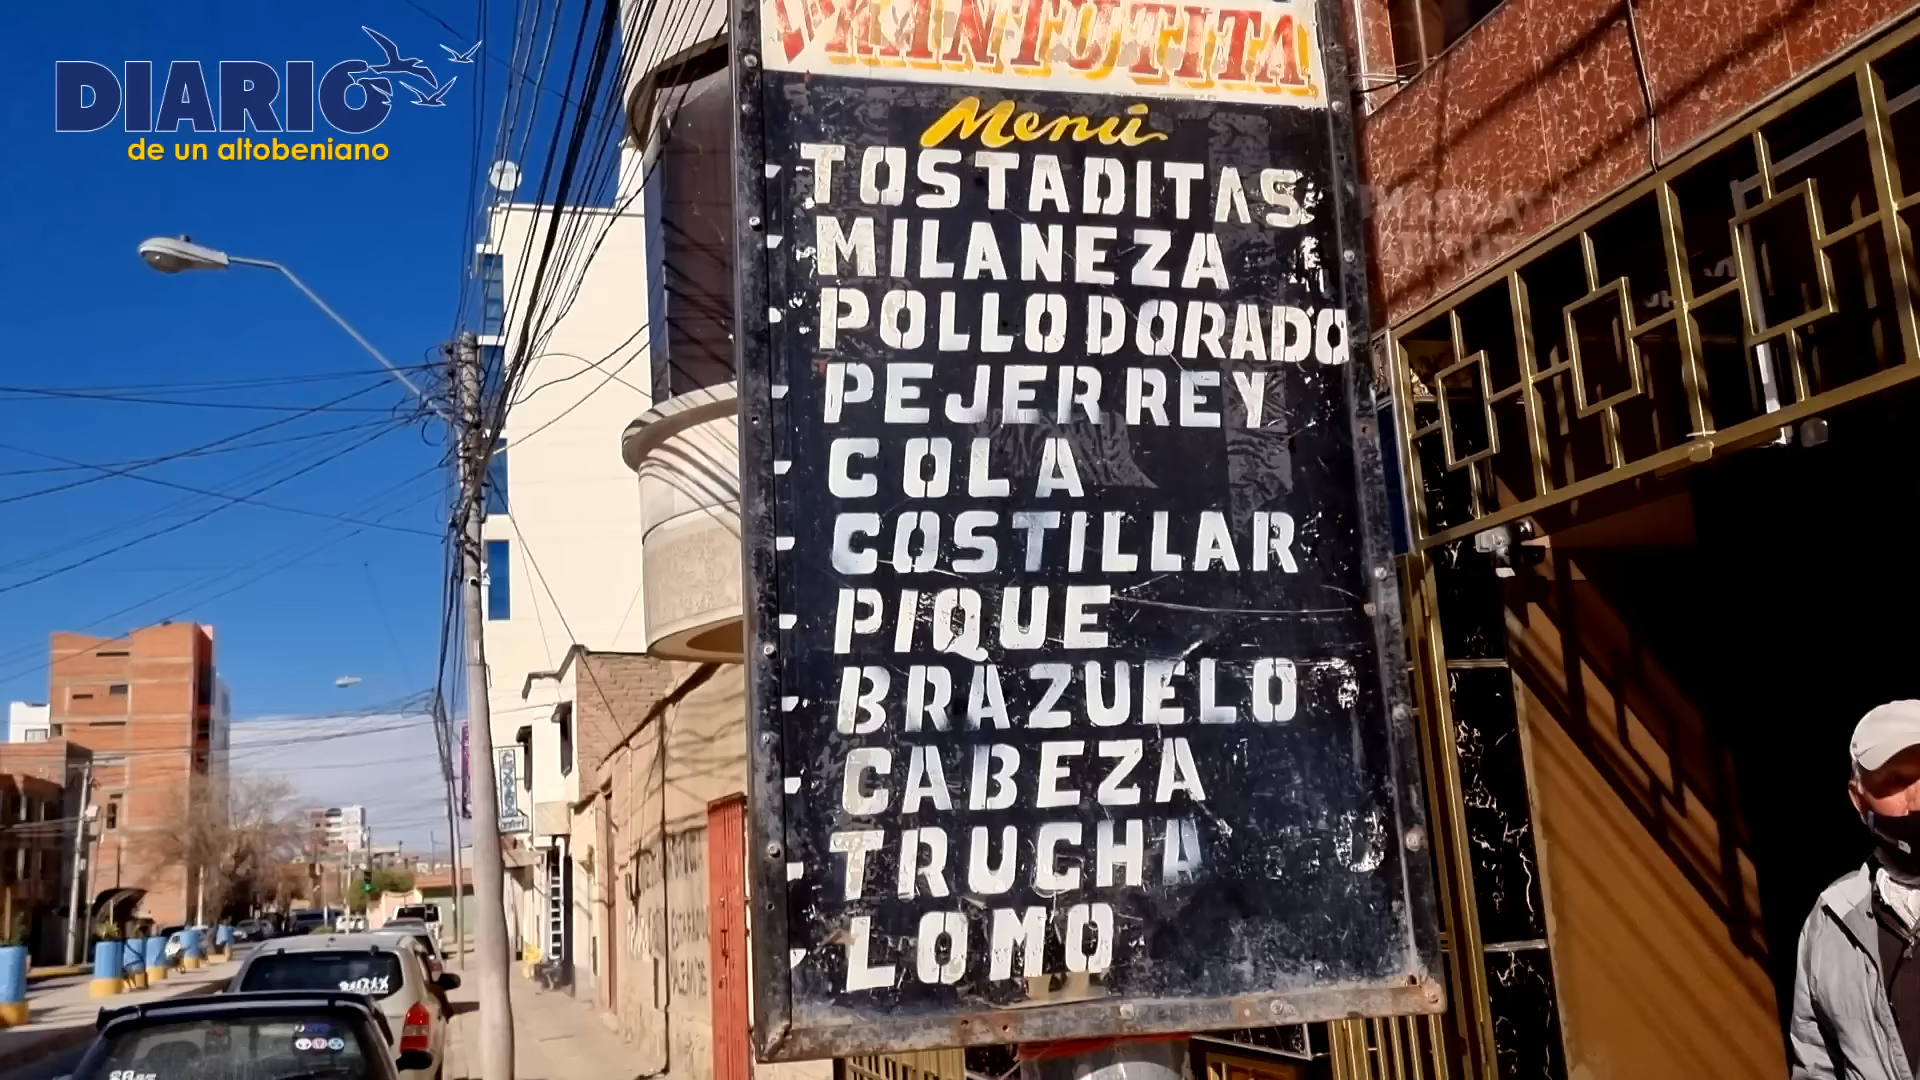 DIARIO
de un altobeniano
Menú
- TOSTADITAS
- MILANEZA
- POLLO DORADO
- PEJERREY
- COLA
- COSTILLAR
- PIQUE
- BRAZUELO
- CABEZA
- TRUCHA
- LOMO